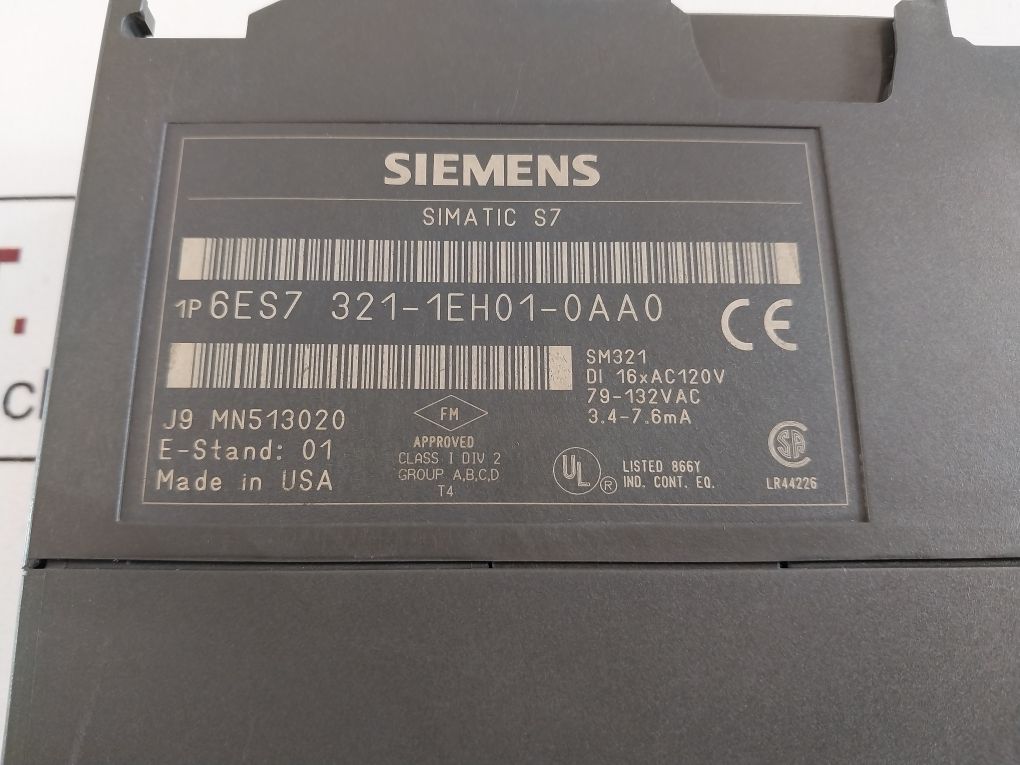 SIEMENS
SIMATIC S7
1P 6ES7 321-1EH01-0AA0
CE
SM321
DI 16xAC120V
79-132VAC
3.4-7.6mA
J9 MN513020
E-Stand: 01
Made in USA
FM
APPROVED
CLASS I DIV 2
GROUP A,B,C,D
T4
UL ®
LISTED 866Y
IND. CONT. EQ.
SA
LR44226
T.